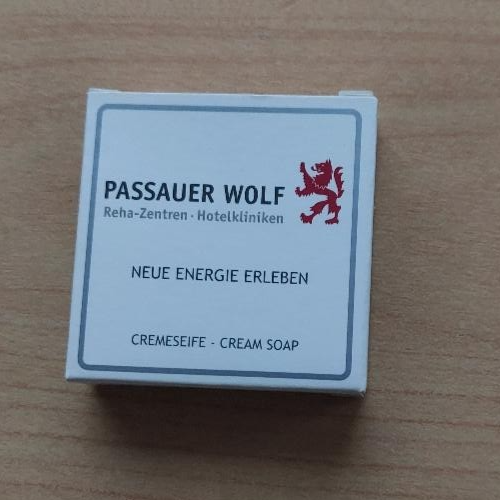 PASSAUER WOLF
Reha-Zentren · Hotelkliniken
NEUE ENERGIE ERLEBEN
CREMESEIFE - CREAM SOAP